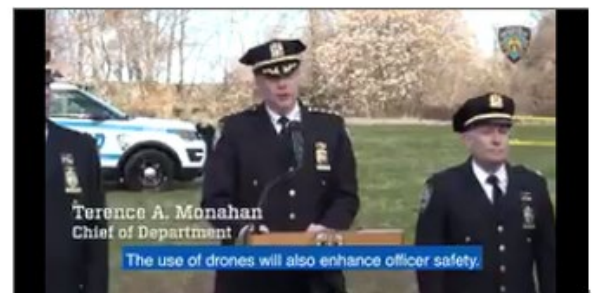 Terence A. Monahan
Chief of Department
The use of drones will also enhance officer safety.